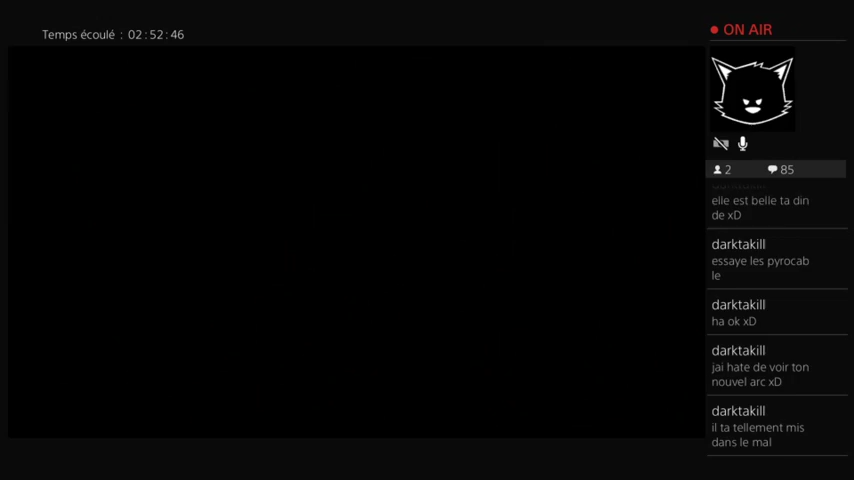 Temps écoulé : 02:52:46
ON AIR
2 85
elle est belle ta din
de xD
darktakill
essaye les pyrocab
le
darktakill
ha ok xD
darktakill
jai hate de voir ton
nouvel arc xD
darktakill
il ta tellement mis
dans le mal